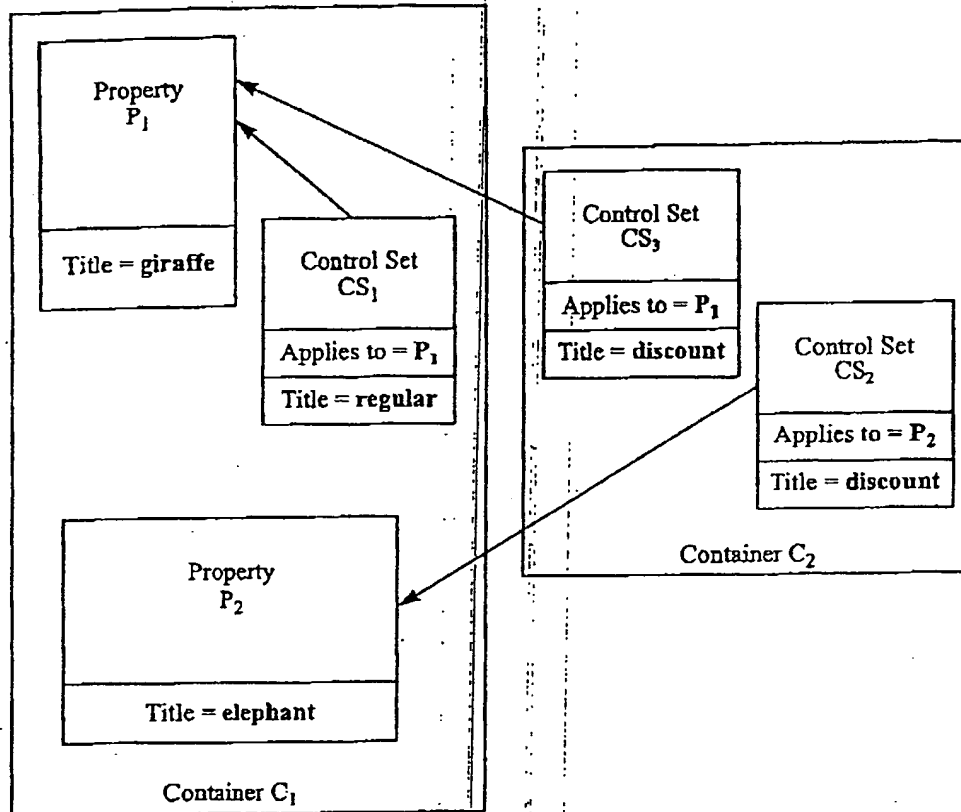 Property
P₁
Title = giraffe
Control Set
CS₁
Applies to = P₁
Title = regular
Property
P₂
Title = elephant
Container C₁
Control Set
CS₃
Applies to = P₁
Title = discount
Control Set
CS₂
Applies to = P₂
Title = discount
Container C₂